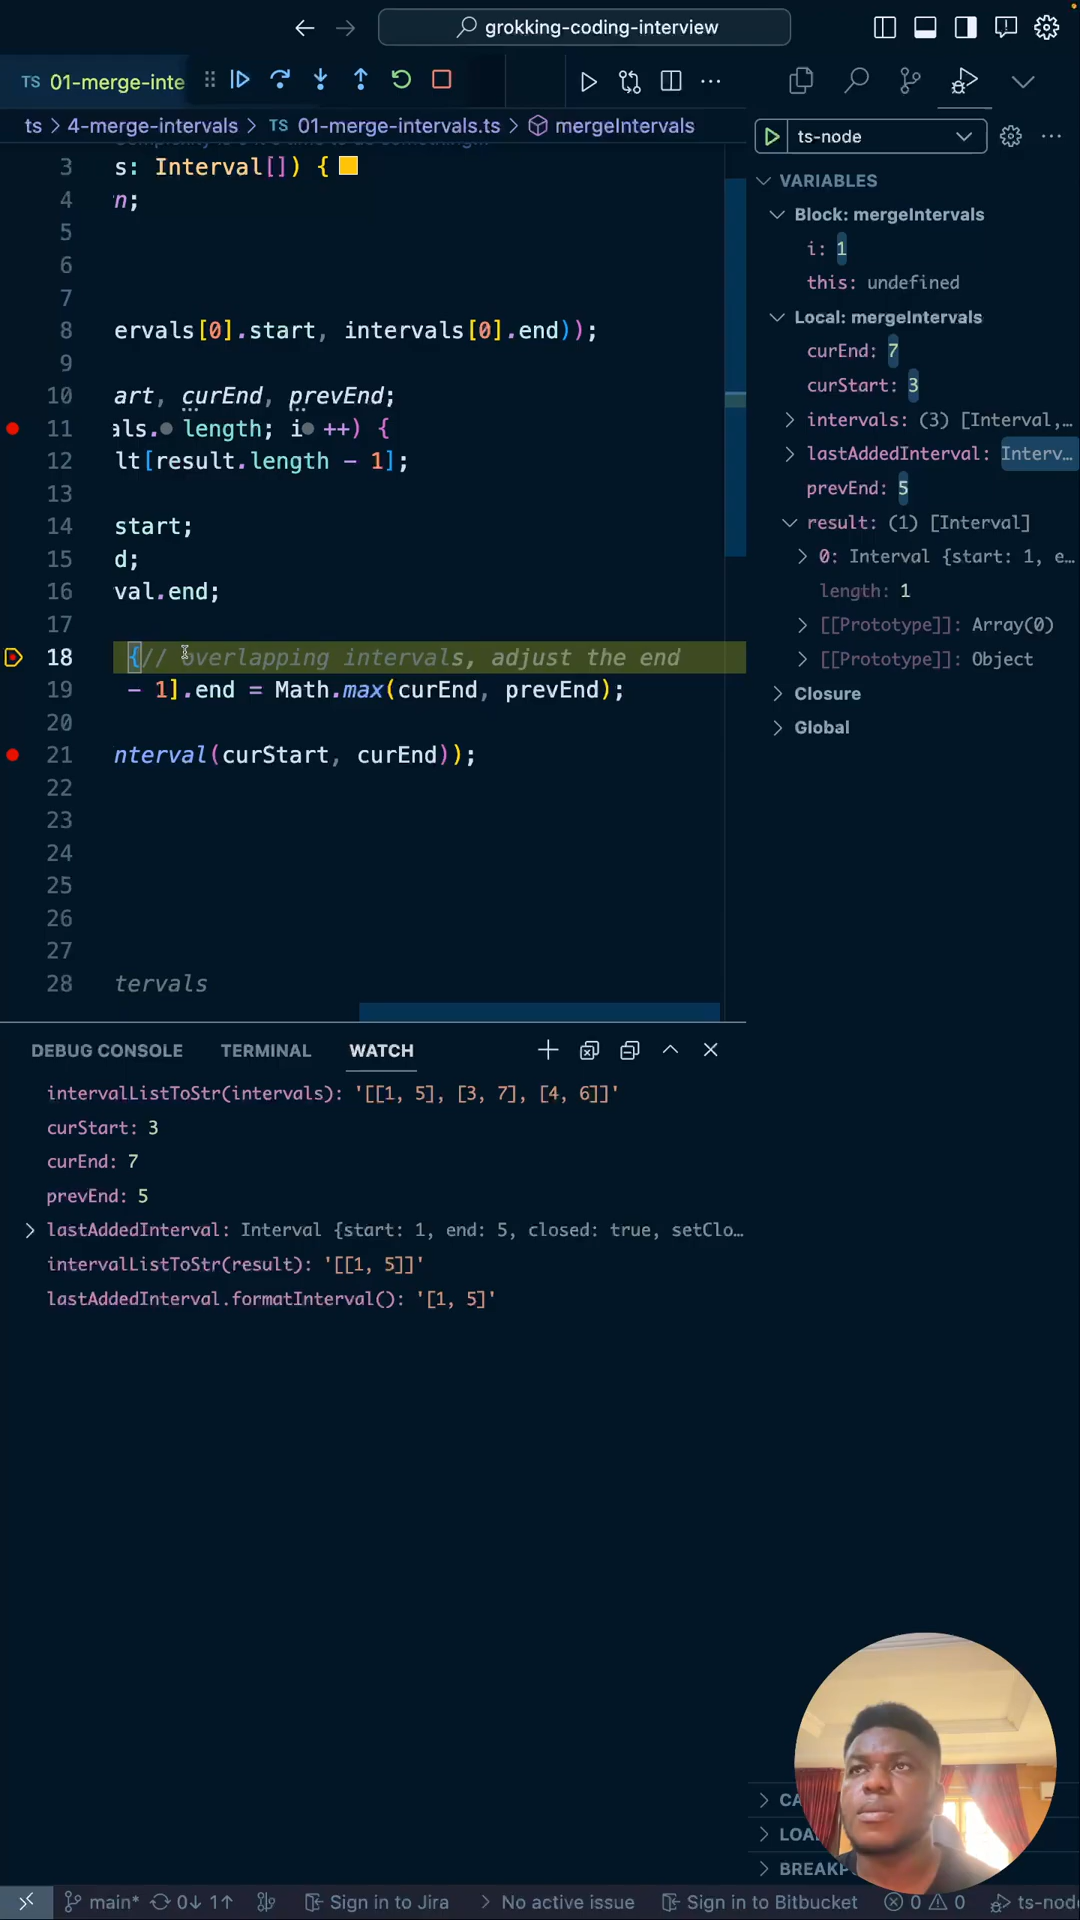 grokking-coding-interview
TS 01-merge-inte
ts > 4-merge-intervals > TS 01-merge-intervals.ts > mergeIntervals
3 s: Interval[]) {
4 n;
5
6
7
8 ervals[0].start, intervals[0].end));
9
10 art, curEnd, prevEnd;
11 als. length; i ++) {
12 lt[result.length - 1];
13
14 start;
15 d;
16 val.end;
17
18 {// overlapping intervals, adjust the end
19 - 1].end = Math.max(curEnd, prevEnd);
20
21 nterval(curStart, curEnd));
22
23
24
25
26
27
28 tervals
ts-node
VARIABLES
Block: mergeIntervals
i: 1
this: undefined
Local: mergeIntervals
curEnd: 7
curStart: 3
intervals: (3) [Interval,…
lastAddedInterval: Interv…
prevEnd: 5
result: (1) [Interval]
0: Interval {start: 1, e…
length: 1
[[Prototype]]: Array(0)
[[Prototype]]: Object
Closure
Global
DEBUG CONSOLE TERMINAL WATCH
intervalListToStr(intervals): '[[1, 5], [3, 7], [4, 6]]'
curStart: 3
curEnd: 7
prevEnd: 5
lastAddedInterval: Interval {start: 1, end: 5, closed: true, setClo…
intervalListToStr(result): '[[1, 5]]'
lastAddedInterval.formatInterval(): '[1, 5]'
CA
LOA
BREAKP
main* 0↓ 1↑ Sign in to Jira No active issue Sign in to Bitbucket 0 0 ts-nod